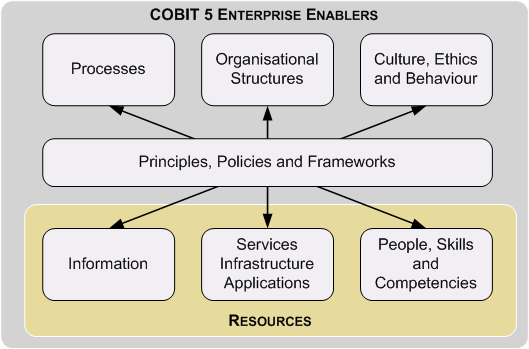 COBIT 5 ENTERPRISE ENABLERS
Processes
Organisational
Structures
Culture, Ethics
and Behaviour
Principles, Policies and Frameworks
Information
Services
Infrastructure
Applications
People, Skills
and
Competencies
RESOURCES